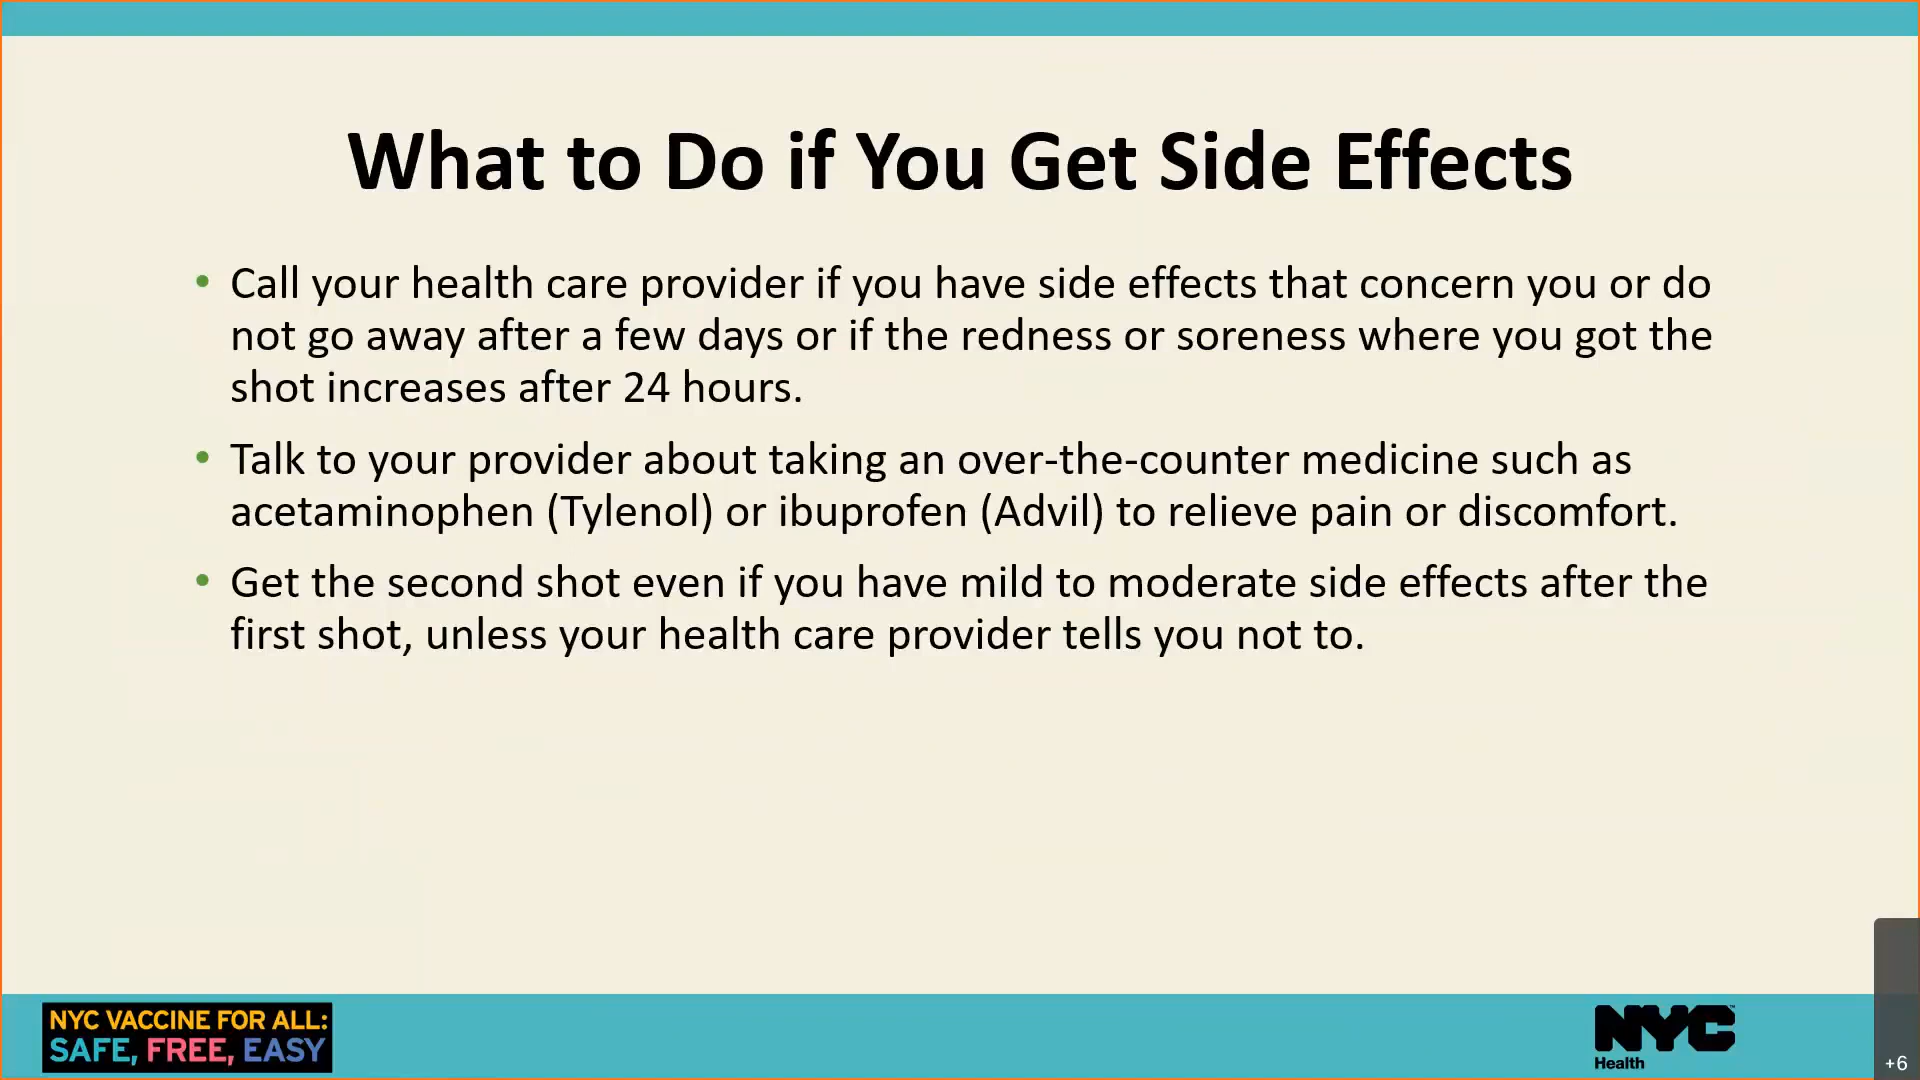 What to Do if You Get Side Effects
• Call your health care provider if you have side effects that concern you or do
not go away after a few days or if the redness or soreness where you got the
shot increases after 24 hours.
• Talk to your provider about taking an over-the-counter medicine such as
acetaminophen (Tylenol) or ibuprofen (Advil) to relieve pain or discomfort.
• Get the second shot even if you have mild to moderate side effects after the
first shot, unless your health care provider tells you not to.
NYC VACCINE FOR ALL:
SAFE, FREE, EASY
NYC
Health
+6